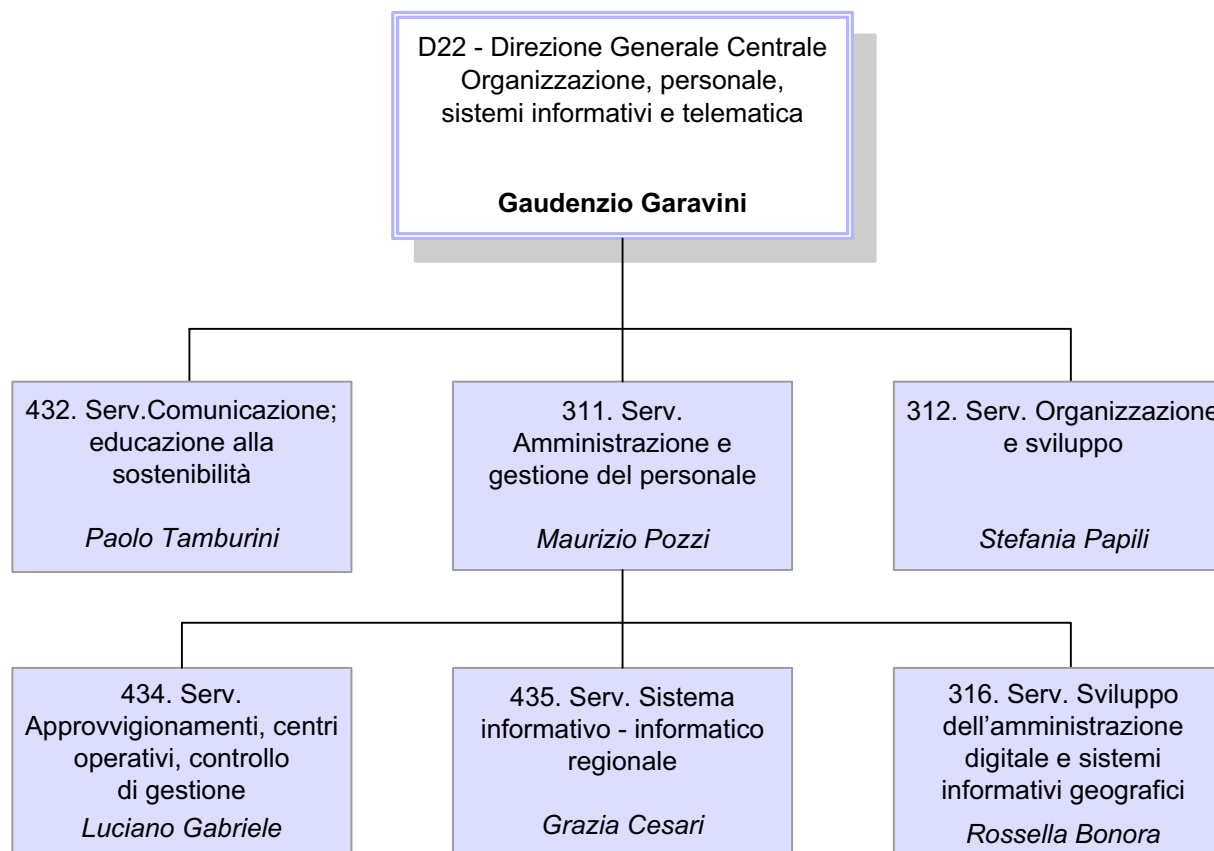 D22 - Direzione Generale Centrale
Organizzazione, personale,
sistemi informativi e telematica
Gaudenzio Garavini
432. Serv.Comunicazione;
educazione alla
sostenibilità
Paolo Tamburini
311. Serv.
Amministrazione e
gestione del personale
Maurizio Pozzi
312. Serv. Organizzazione
e sviluppo
Stefania Papili
434. Serv.
Approvvigionamenti, centri
operativi, controllo
di gestione
Luciano Gabriele
435. Serv. Sistema
informativo - informatico
regionale
Grazia Cesari
316. Serv. Sviluppo
dell’amministrazione
digitale e sistemi
informativi geografici
Rossella Bonora